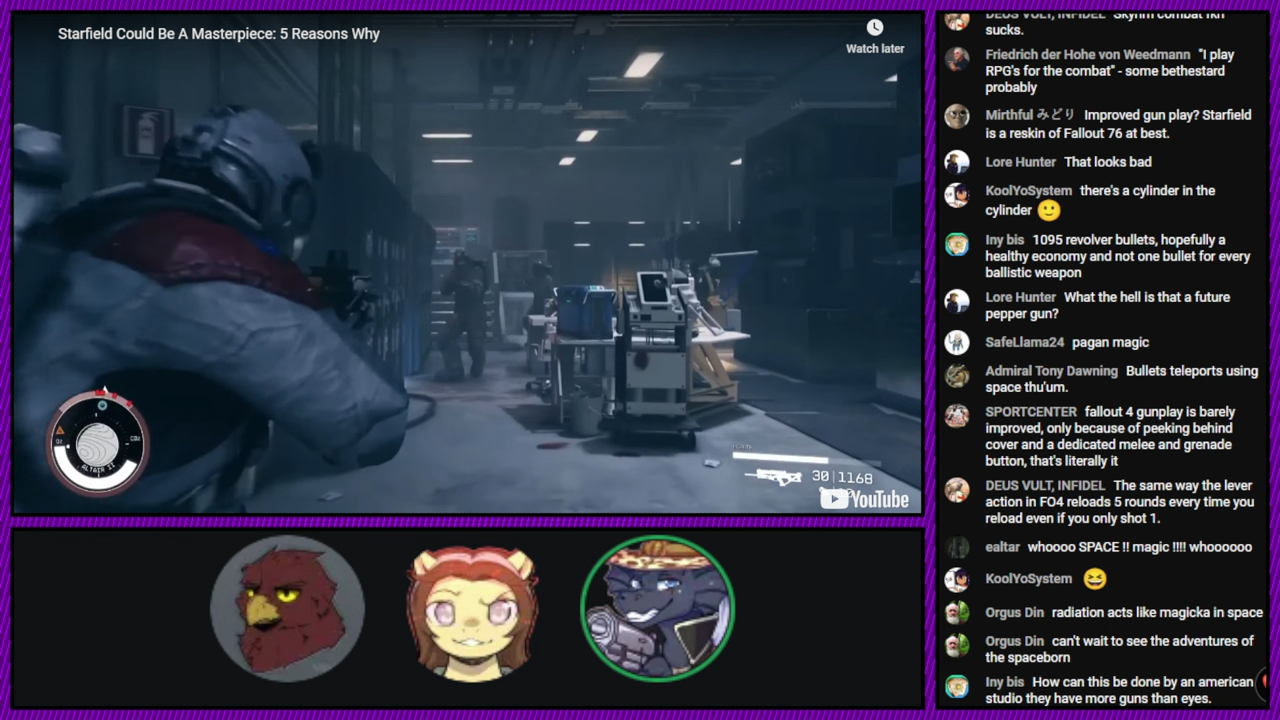 Starfield Could Be A Masterpiece: 5 Reasons Why
Watch later
O2
CO2
ALTAIR II
30|1168
YouTube
DEUS VULT, INFIDEL Skyrim combat fkn
sucks.
Friedrich der Hohe von Weedmann "I play
RPG's for the combat" - some bethestard
probably
Mirthful みどり Improved gun play? Starfield
is a reskin of Fallout 76 at best.
Lore Hunter That looks bad
KoolYoSystem there's a cylinder in the
cylinder 🙂
Iny bis 1095 revolver bullets, hopefully a
healthy economy and not one bullet for every
ballistic weapon
Lore Hunter What the hell is that a future
pepper gun?
SafeLlama24 pagan magic
Admiral Tony Dawning Bullets teleports using
space thu'um.
SPORTCENTER fallout 4 gunplay is barely
improved, only because of peeking behind
cover and a dedicated melee and grenade
button, that's literally it
DEUS VULT, INFIDEL The same way the lever
action in FO4 reloads 5 rounds every time you
reload even if you only shot 1.
ealtar whoooo SPACE !! magic !!!! whoooooo
KoolYoSystem 😆
Orgus Din radiation acts like magicka in space
Orgus Din can't wait to see the adventures of
the spaceborn
Iny bis How can this be done by an american
studio they have more guns than eyes.